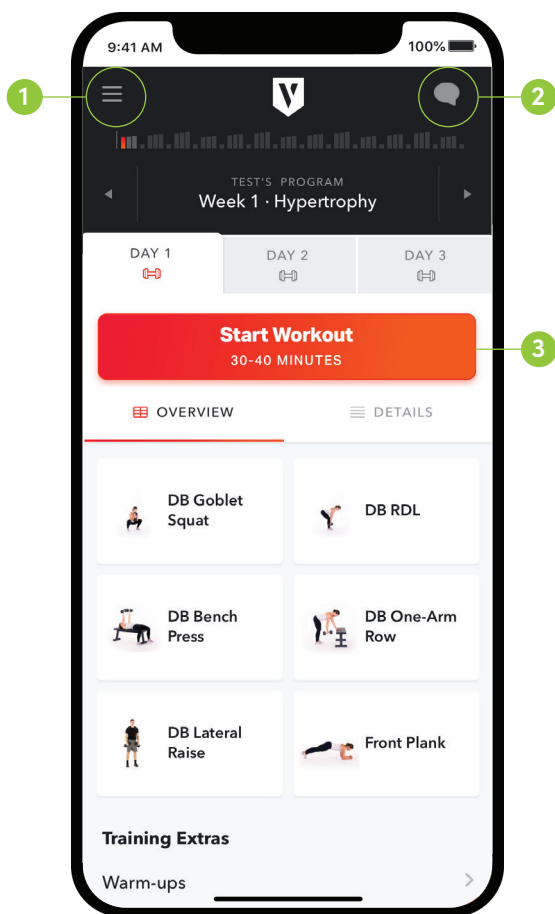 9:41 AM
100%
1
2
TEST'S PROGRAM
Week 1 · Hypertrophy
DAY 1
DAY 2
DAY 3
Start Workout
30-40 MINUTES
3
OVERVIEW
DETAILS
DB Goblet
Squat
DB RDL
DB Bench
Press
DB One-Arm
Row
DB Lateral
Raise
Front Plank
Training Extras
Warm-ups